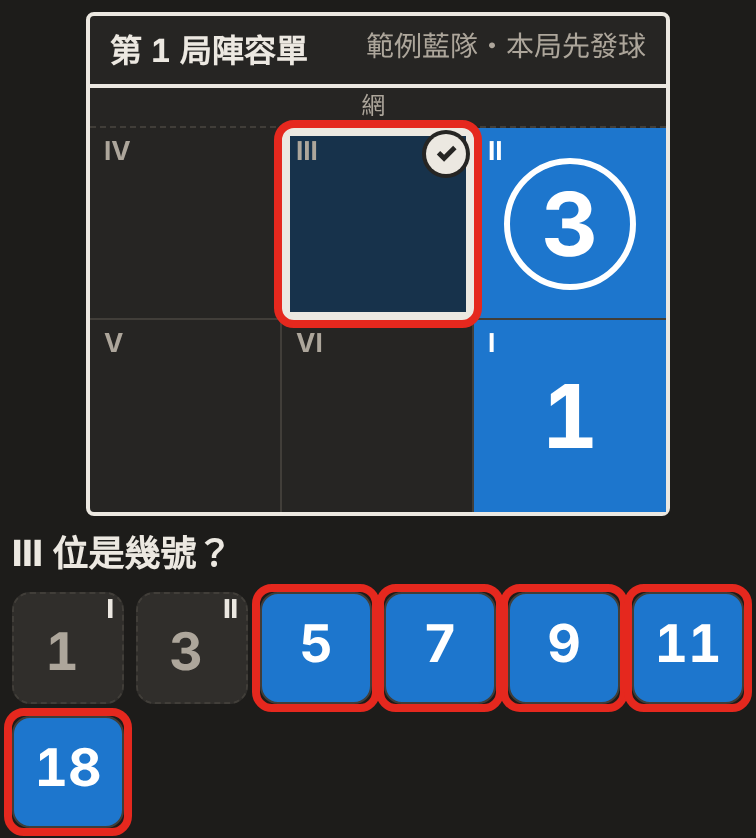 第 1 局陣容單 範例藍隊・本局先發球
網
IV III II
3
V VI I
1
III 位是幾號？
1 I 3 II 5 7 9 11
18